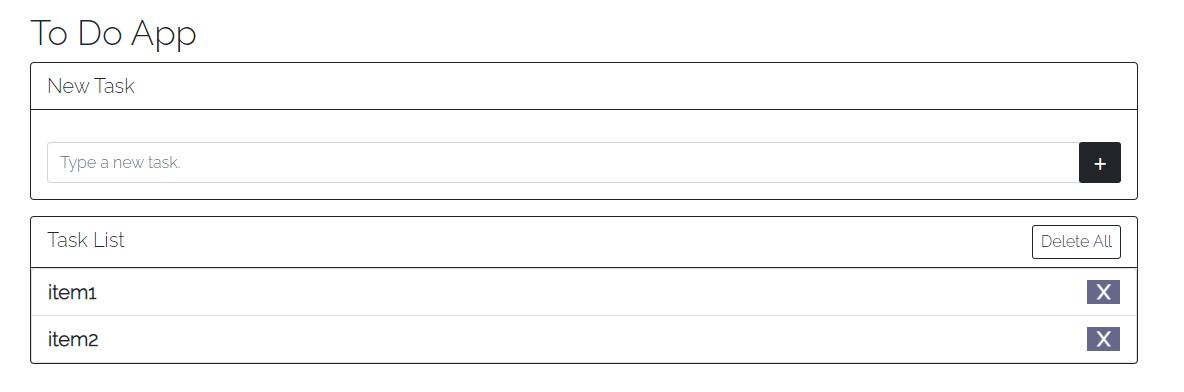 To Do App
New Task
Type a new task.
+
Task List
Delete All
item1
X
item2
X